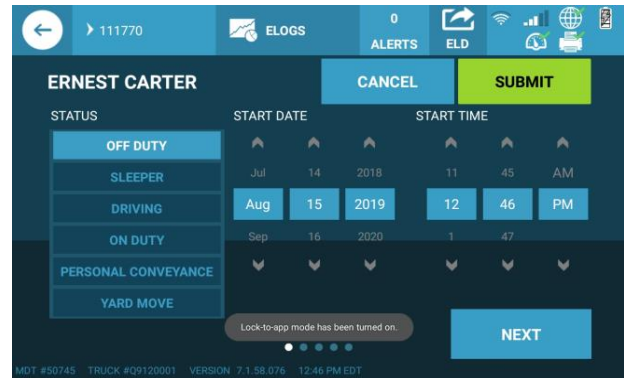 111770
ELOGS
0
ALERTS
ELD
ERNEST CARTER
CANCEL
SUBMIT
STATUS
START DATE
START TIME
OFF DUTY
SLEEPER
DRIVING
ON DUTY
PERSONAL CONVEYANCE
YARD MOVE
Jul 14 2018 11 45 AM
Aug 15 2019 12 46 PM
Sep 16 2020 1 47
Lock-to-app mode has been turned on.
NEXT
MDT #50745 TRUCK #Q9120001 VERSION 7.1.58.076 12:46 PM EDT